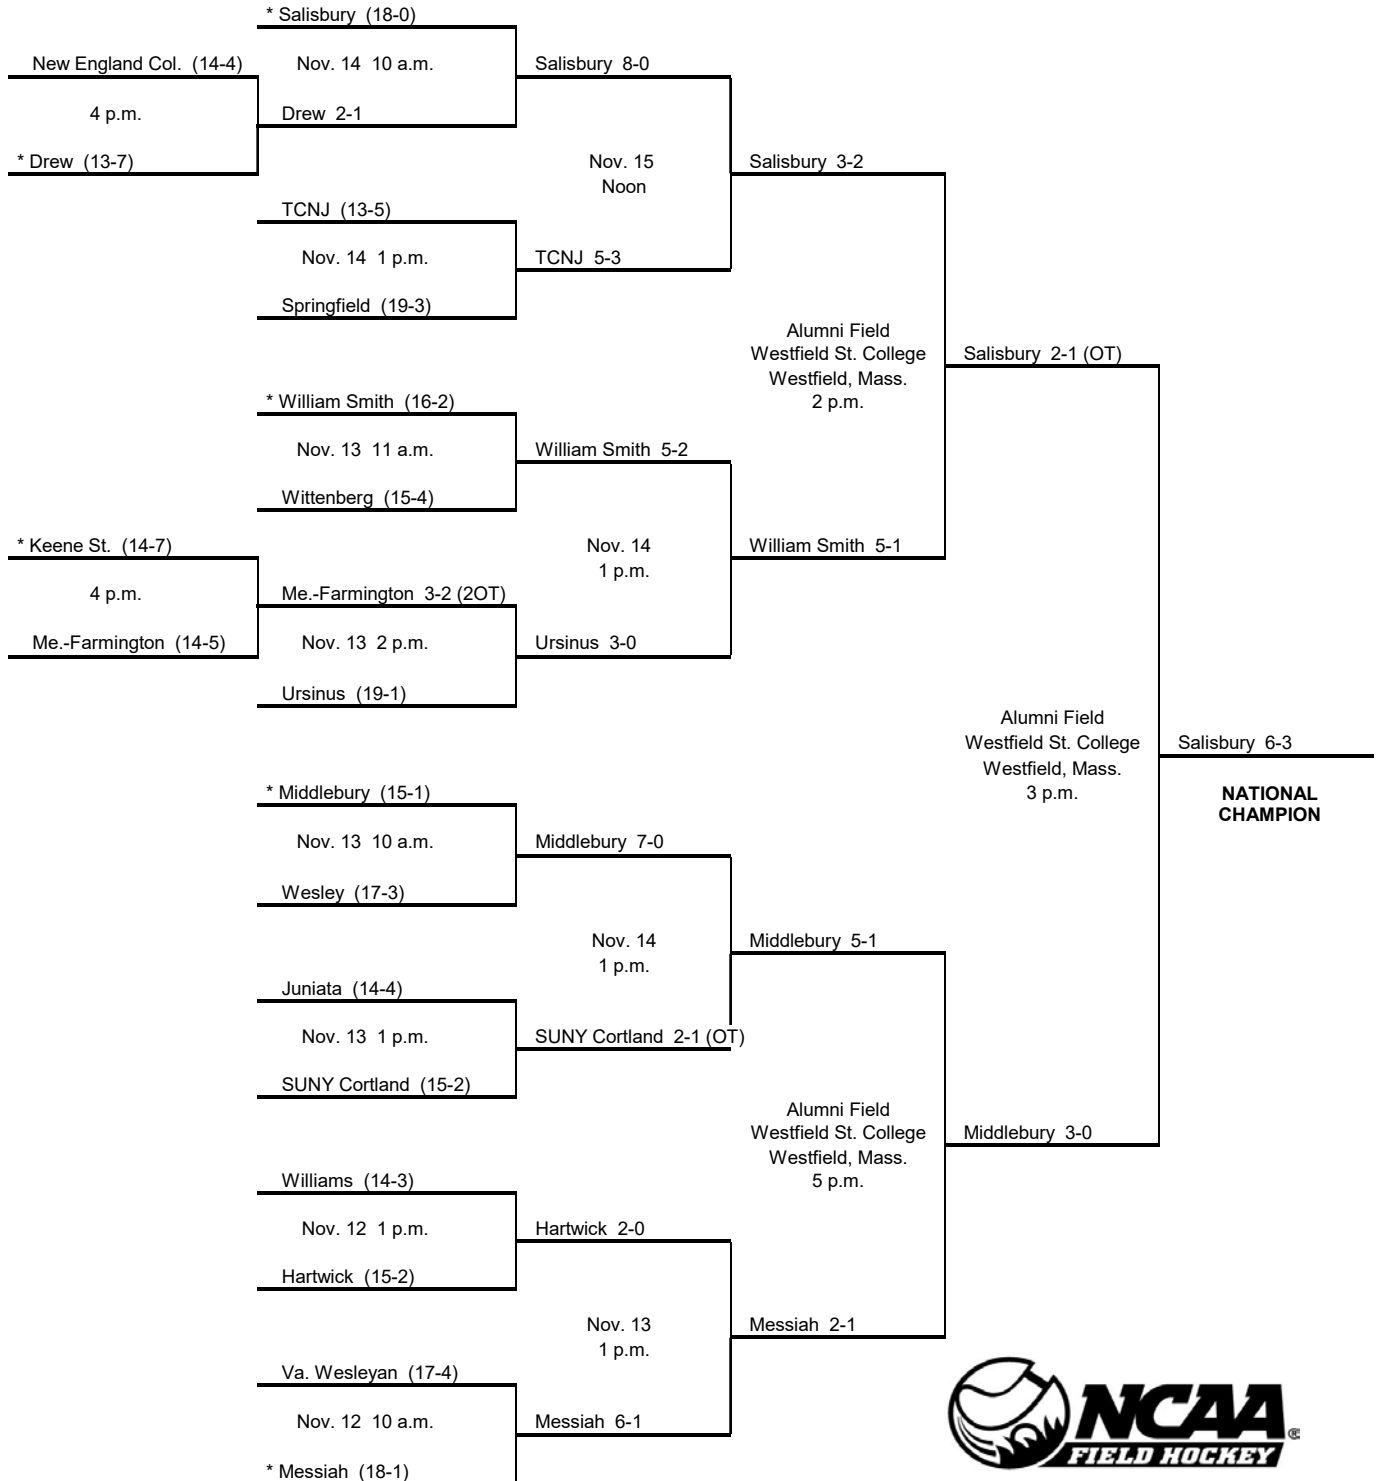 * Salisbury (18-0)
New England Col. (14-4)
Nov. 14 10 a.m.
Salisbury 8-0
4 p.m.
Drew 2-1
* Drew (13-7)
Nov. 15
Noon
Salisbury 3-2
TCNJ (13-5)
Nov. 14 1 p.m.
TCNJ 5-3
Springfield (19-3)
Alumni Field
Westfield St. College
Westfield, Mass.
2 p.m.
Salisbury 2-1 (OT)
* William Smith (16-2)
Nov. 13 11 a.m.
William Smith 5-2
Wittenberg (15-4)
* Keene St. (14-7)
Nov. 14
1 p.m.
William Smith 5-1
4 p.m.
Me.-Farmington 3-2 (2OT)
Me.-Farmington (14-5)
Nov. 13 2 p.m.
Ursinus 3-0
Ursinus (19-1)
Alumni Field
Westfield St. College
Westfield, Mass.
3 p.m.
Salisbury 6-3
NATIONAL
CHAMPION
* Middlebury (15-1)
Nov. 13 10 a.m.
Middlebury 7-0
Wesley (17-3)
Nov. 14
1 p.m.
Middlebury 5-1
Juniata (14-4)
Nov. 13 1 p.m.
SUNY Cortland 2-1 (OT)
SUNY Cortland (15-2)
Alumni Field
Westfield St. College
Westfield, Mass.
5 p.m.
Middlebury 3-0
Williams (14-3)
Nov. 12 1 p.m.
Hartwick 2-0
Hartwick (15-2)
Nov. 13
1 p.m.
Messiah 2-1
Va. Wesleyan (17-4)
Nov. 12 10 a.m.
Messiah 6-1
* Messiah (18-1)
NCAA®
FIELD HOCKEY